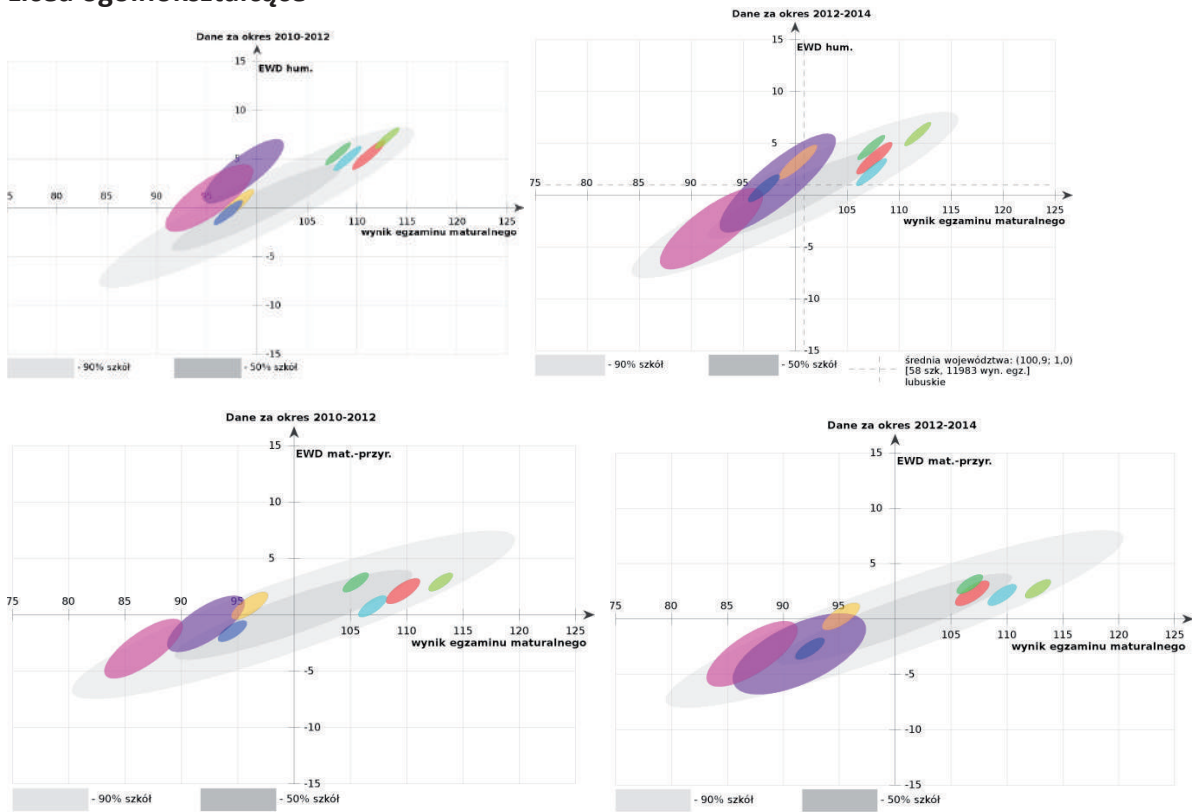 Licea ogólnokształcące
Dane za okres 2010-2012
EWD hum.
15
10
5
-5
-10
-15
5
80
85
90
95
105
110
115
120
125
wynik egzaminu maturalnego
- 90% szkół
- 50% szkół
Dane za okres 2012-2014
EWD hum.
15
10
5
-5
-10
-15
75
80
85
90
95
105
110
115
120
125
wynik egzaminu maturalnego
- 90% szkół
- 50% szkół
średnia województwa: (100,9; 1,0)
[58 szk, 11983 wyn. egz.]
lubuskie
Dane za okres 2010-2012
EWD mat.-przyr.
15
10
5
-5
-10
-15
75
80
85
90
95
105
110
115
120
125
wynik egzaminu maturalnego
- 90% szkół
- 50% szkół
Dane za okres 2012-2014
EWD mat.-przyr.
15
10
5
-5
-10
-15
75
80
85
90
95
105
110
115
120
125
wynik egzaminu maturalnego
- 90% szkół
- 50% szkół